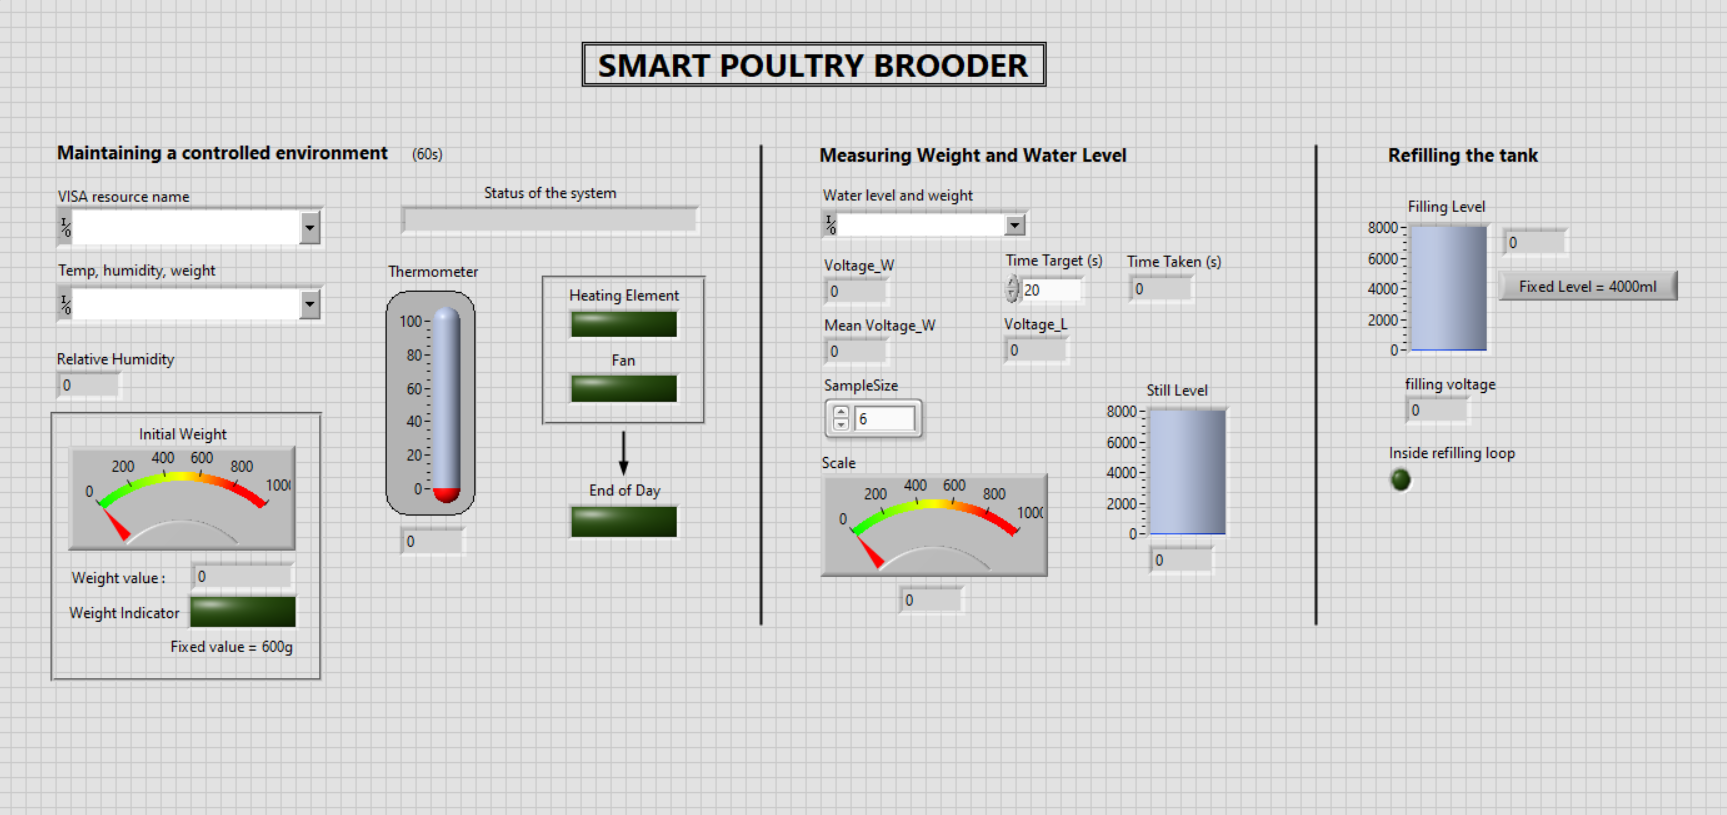 SMART POULTRY BROODER
Maintaining a controlled environment (60s)
VISA resource name
I/O
Temp, humidity, weight
I/O
Relative Humidity
0
Initial Weight
0 200 400 600 800 1000
Weight value : 0
Weight Indicator
Fixed value = 600g
Status of the system
Thermometer
100
80
60
40
20
0
0
Heating Element
Fan
End of Day
Measuring Weight and Water Level
Water level and weight
I/O
Voltage_W
0
Time Target (s)
20
Time Taken (s)
0
Mean Voltage_W
0
Voltage_L
0
SampleSize
6
Scale
0 200 400 600 800 1000
0
Still Level
8000
6000
4000
2000
0
0
Refilling the tank
Filling Level
8000
6000
4000
2000
0
0
Fixed Level = 4000ml
filling voltage
0
Inside refilling loop